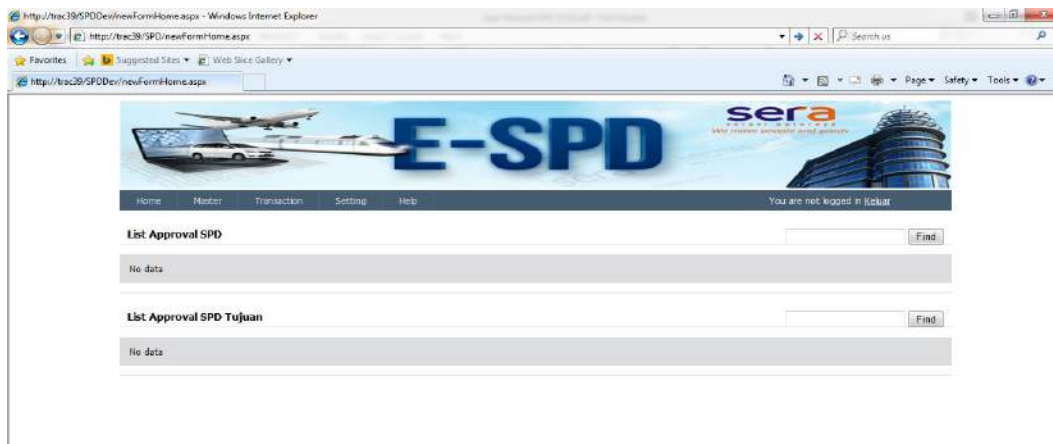 http://trac39/SPDDev/newFormHome.aspx - Windows Internet Explorer
http://trac39/SPD/newFormHome.aspx
Search us
Favorites Suggested Sites Web Slice Gallery
http://trac39/SPDDev/newFormHome.aspx
Page Safety Tools
E-SPD
sera
We move people and goods
Home Master Transaction Setting Help You are not logged in Keluar
List Approval SPD Find
No data
List Approval SPD Tujuan Find
No data